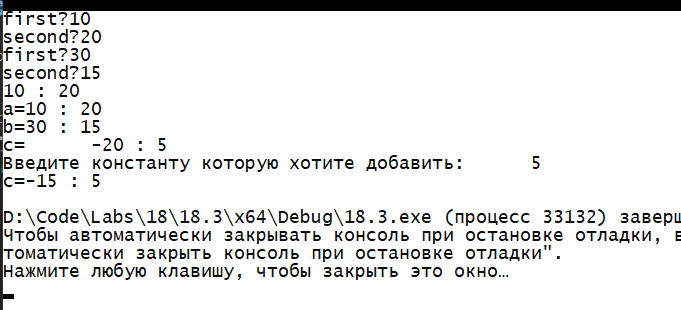 first?10
second?20
first?30
second?15
10 : 20
a=10 : 20
b=30 : 15
c=      -20 : 5
Введите константу которую хотите добавить:      5
c=-15 : 5
D:\Code\Labs\18\18.3\x64\Debug\18.3.exe (процесс 33132) заверш
Чтобы автоматически закрывать консоль при остановке отладки, в
томатически закрыть консоль при остановке отладки".
Нажмите любую клавишу, чтобы закрыть это окно…